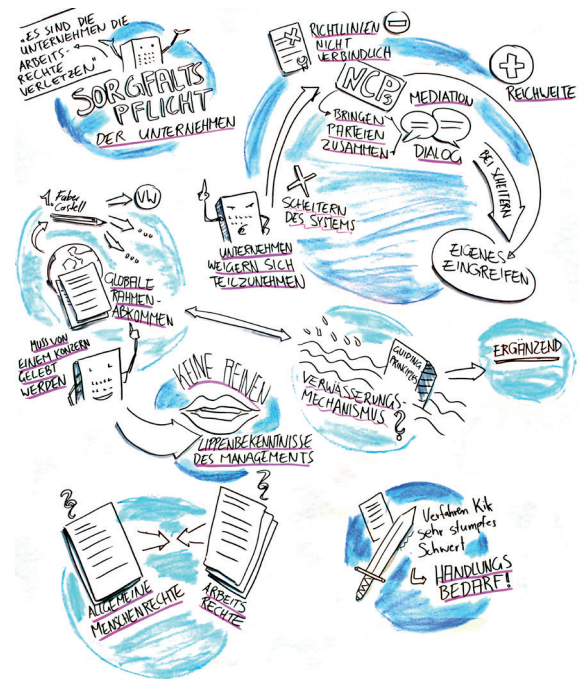 „ES SIND DIE
UNTERNEHMEN DIE
ARBEITS-
RECHTE
VERLETZEN"
SORGFALTS
PFLICHT
DER UNTERNEHMEN
RICHTLINIEN
NICHT
VERBINDLICH
NCPs
MEDIATION
REICHWEITE
BRINGEN
PARTEIEN
ZUSAMMEN
DIALOG
BEI SCHEITERN
EIGENES
EINGREIFEN
SCHEITERN
DES SYSTEMS
UNTERNEHMEN
WEIGERN SICH
TEILZUNEHMEN
1. Faber
Castell
VW
GLOBALE
RAHMEN-
ABKOMMEN
MUSS VON
EINEM KONZERN
GELEBT
WERDEN
KEINE REINEN
LIPPENBEKENNTNISSE
DES MANAGEMENTS
GUIDING
PRINCIPLES
VERWÄSSERUNGS-
MECHANISMUS?
ERGÄNZEND
ALLGEMEINE
MENSCHENRECHTE
ARBEITS
RECHTE
Verfahren Kik
sehr stumpfes
Schwert
HANDLUNGS
BEDARF!